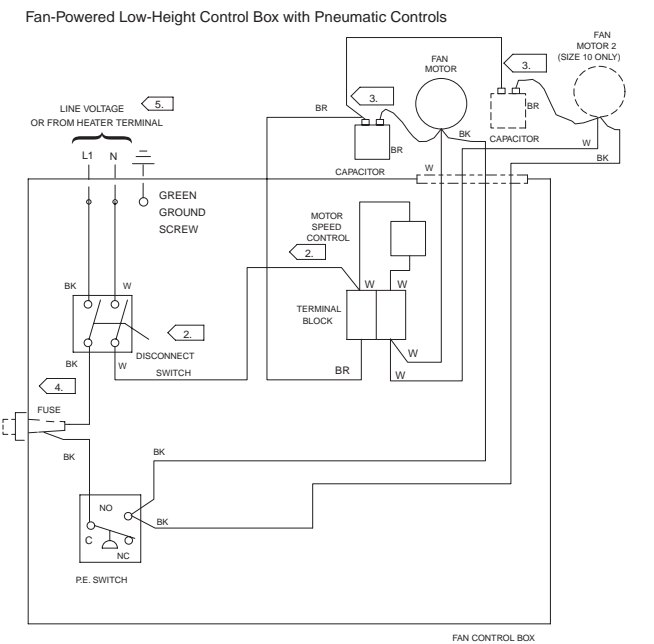 Fan-Powered Low-Height Control Box with Pneumatic Controls
FAN
MOTOR 2
(SIZE 10 ONLY)
FAN
MOTOR
3.
3.
LINE VOLTAGE
5.
OR FROM HEATER TERMINAL
BR
BK
BR
CAPACITOR
W
BK
BR
L1
N
CAPACITOR
W
GREEN
GROUND
SCREW
MOTOR
SPEED
CONTROL
2.
BK
W
W
W
TERMINAL
BLOCK
2.
DISCONNECT
SWITCH
BK
W
W
BR
W
4.
FUSE
BK
BK
NO
BK
C
NC
P.E. SWITCH
FAN CONTROL BOX